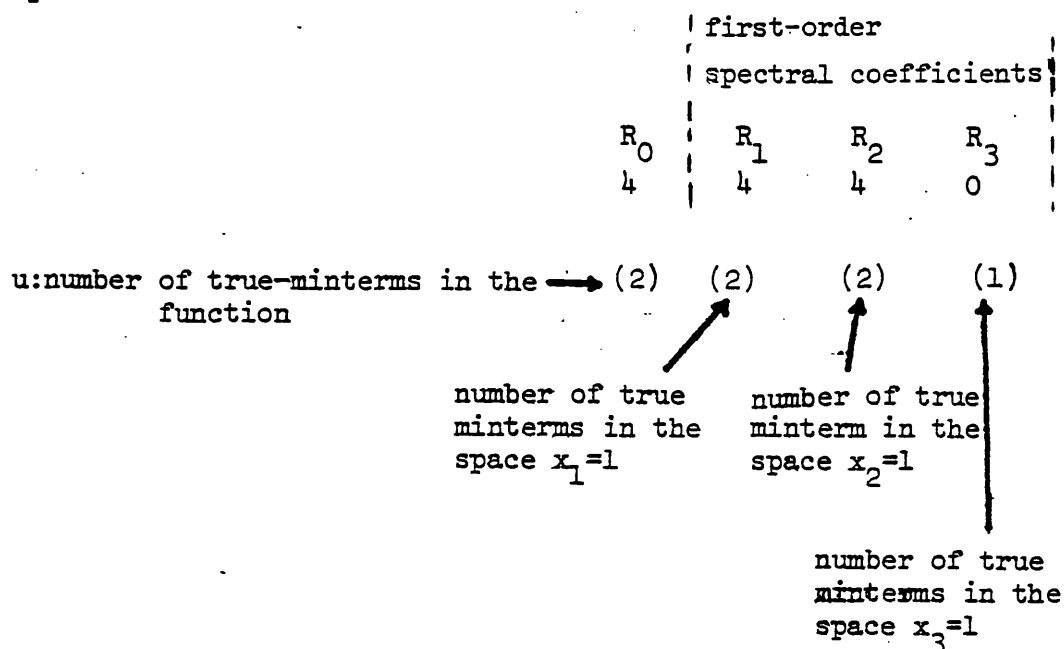 first-order
spectral coefficients
R0 R1 R2 R3
4 4 4 0
u:number of true-minterms in the → (2) (2) (2) (1)
function
number of true
minterms in the
space x1=1
number of true
minterm in the
space x2=1
number of true
minterms in the
space x3=1